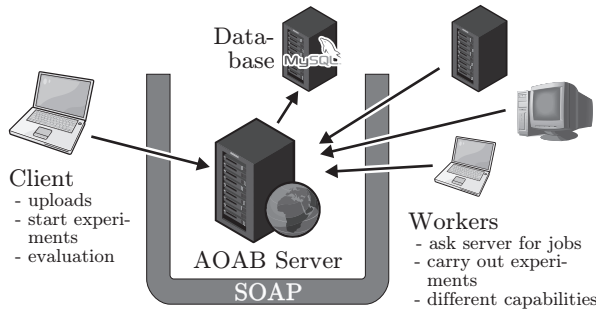 Data-
base
MySQL
Client
- uploads
- start experi-
ments
- evaluation
AOAB Server
SOAP
Workers
- ask server for jobs
- carry out experi-
ments
- different capabilities